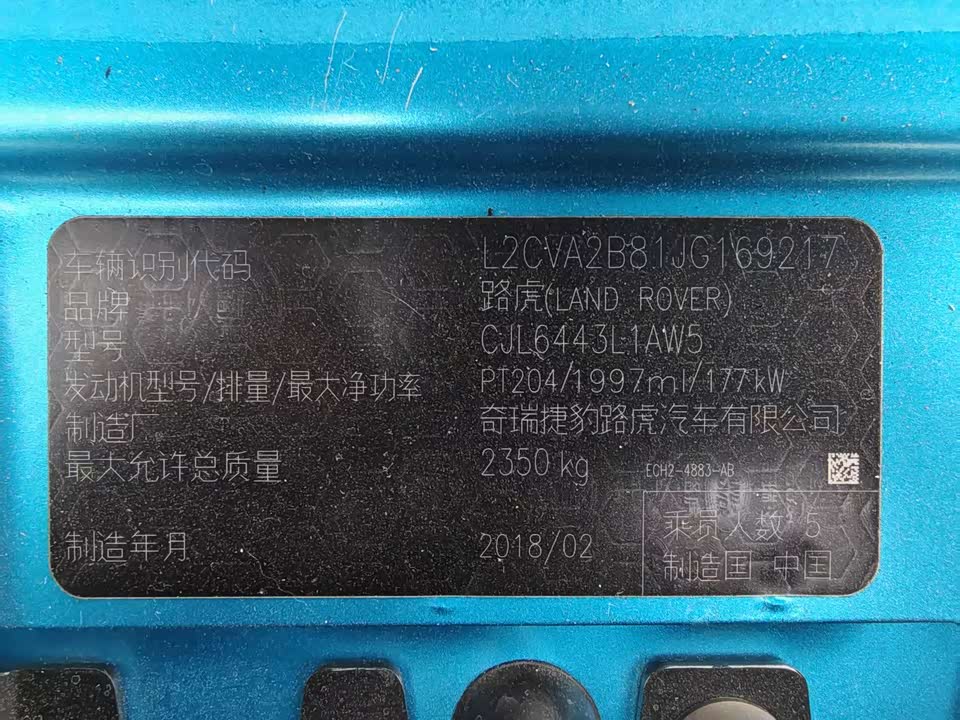 车辆识别代码 L2CVA2B81JG169217
品牌 路虎(LAND ROVER)
型号 CJL6443L1AW5
发动机型号/排量/最大净功率 PT204/1997ml/177kW
制造厂 奇瑞捷豹路虎汽车有限公司
最大允许总质量 2350 kg ECH2-4883-AB
乘员人数 5
制造年月 2018/02
制造国 中国